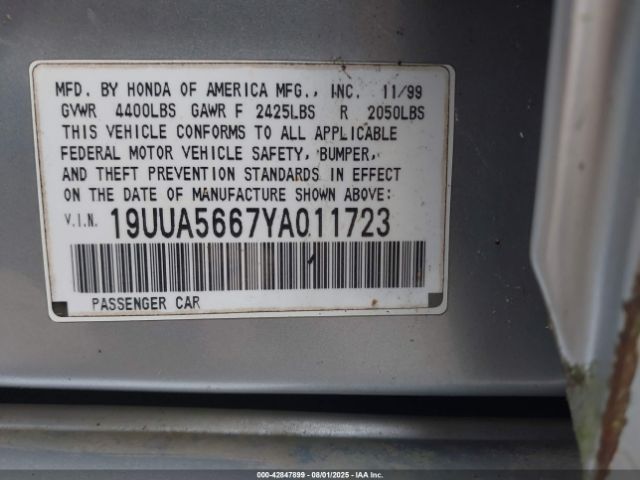 MFD. BY HONDA OF AMERICA MFG., INC. 11/99
GVWR 4400LBS GAWR F 2425LBS R 2050LBS
THIS VEHICLE CONFORMS TO ALL APPLICABLE
FEDERAL MOTOR VEHICLE SAFETY, BUMPER,
AND THEFT PREVENTION STANDARDS IN EFFECT
ON THE DATE OF MANUFACTURE SHOWN ABOVE:
V.I.N. 19UUA5667YA011723
PASSENGER CAR
000-42847899 | 08/01/2025 | IAA Inc.